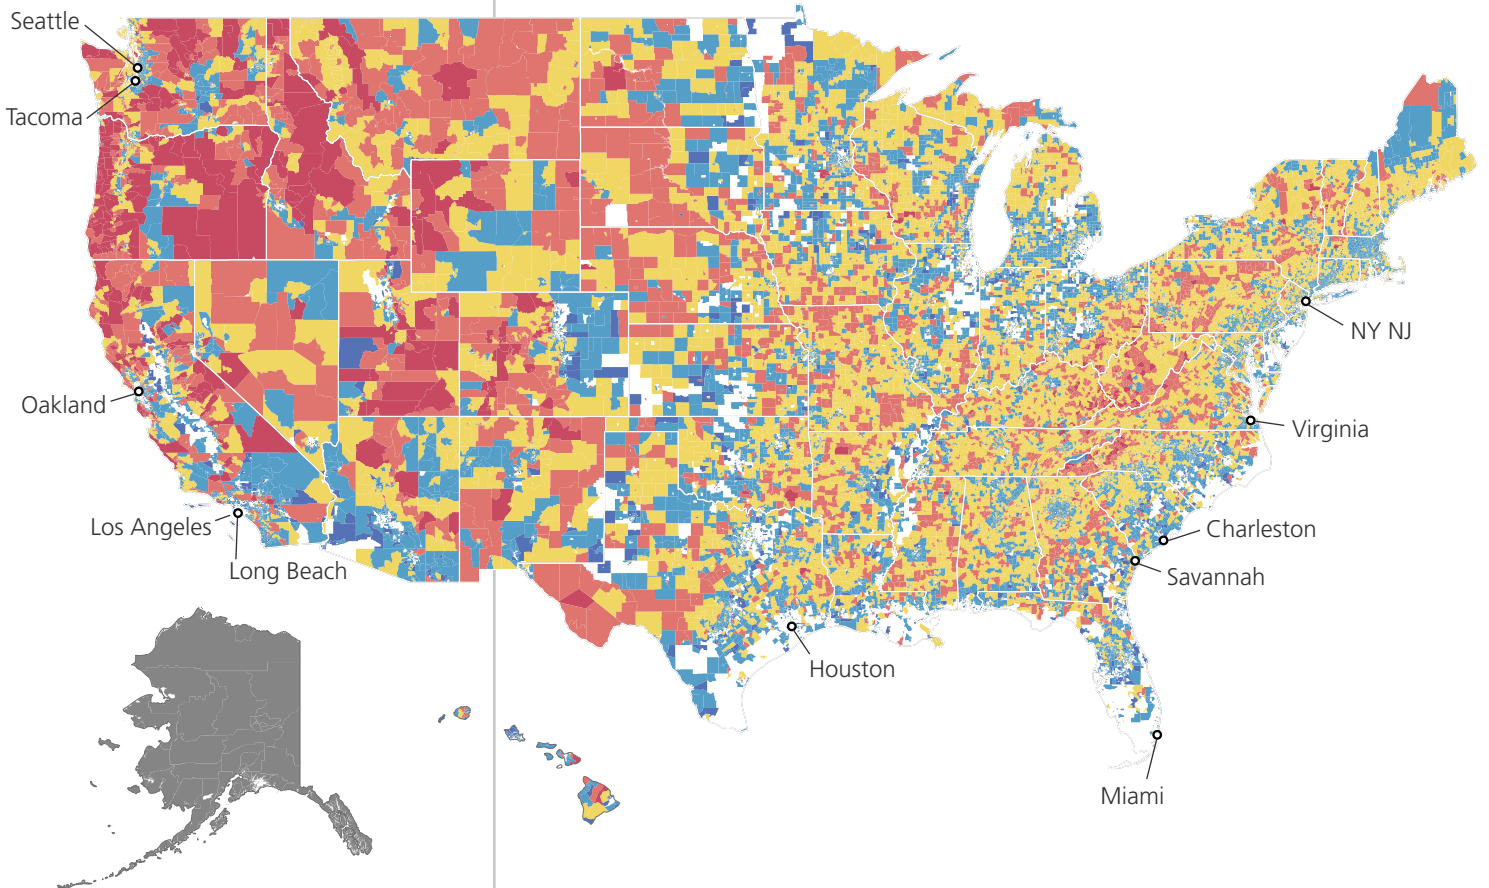 Seattle
Tacoma
NY NJ
Oakland
Virginia
Los Angeles
Charleston
Long Beach
Savannah
Houston
Miami